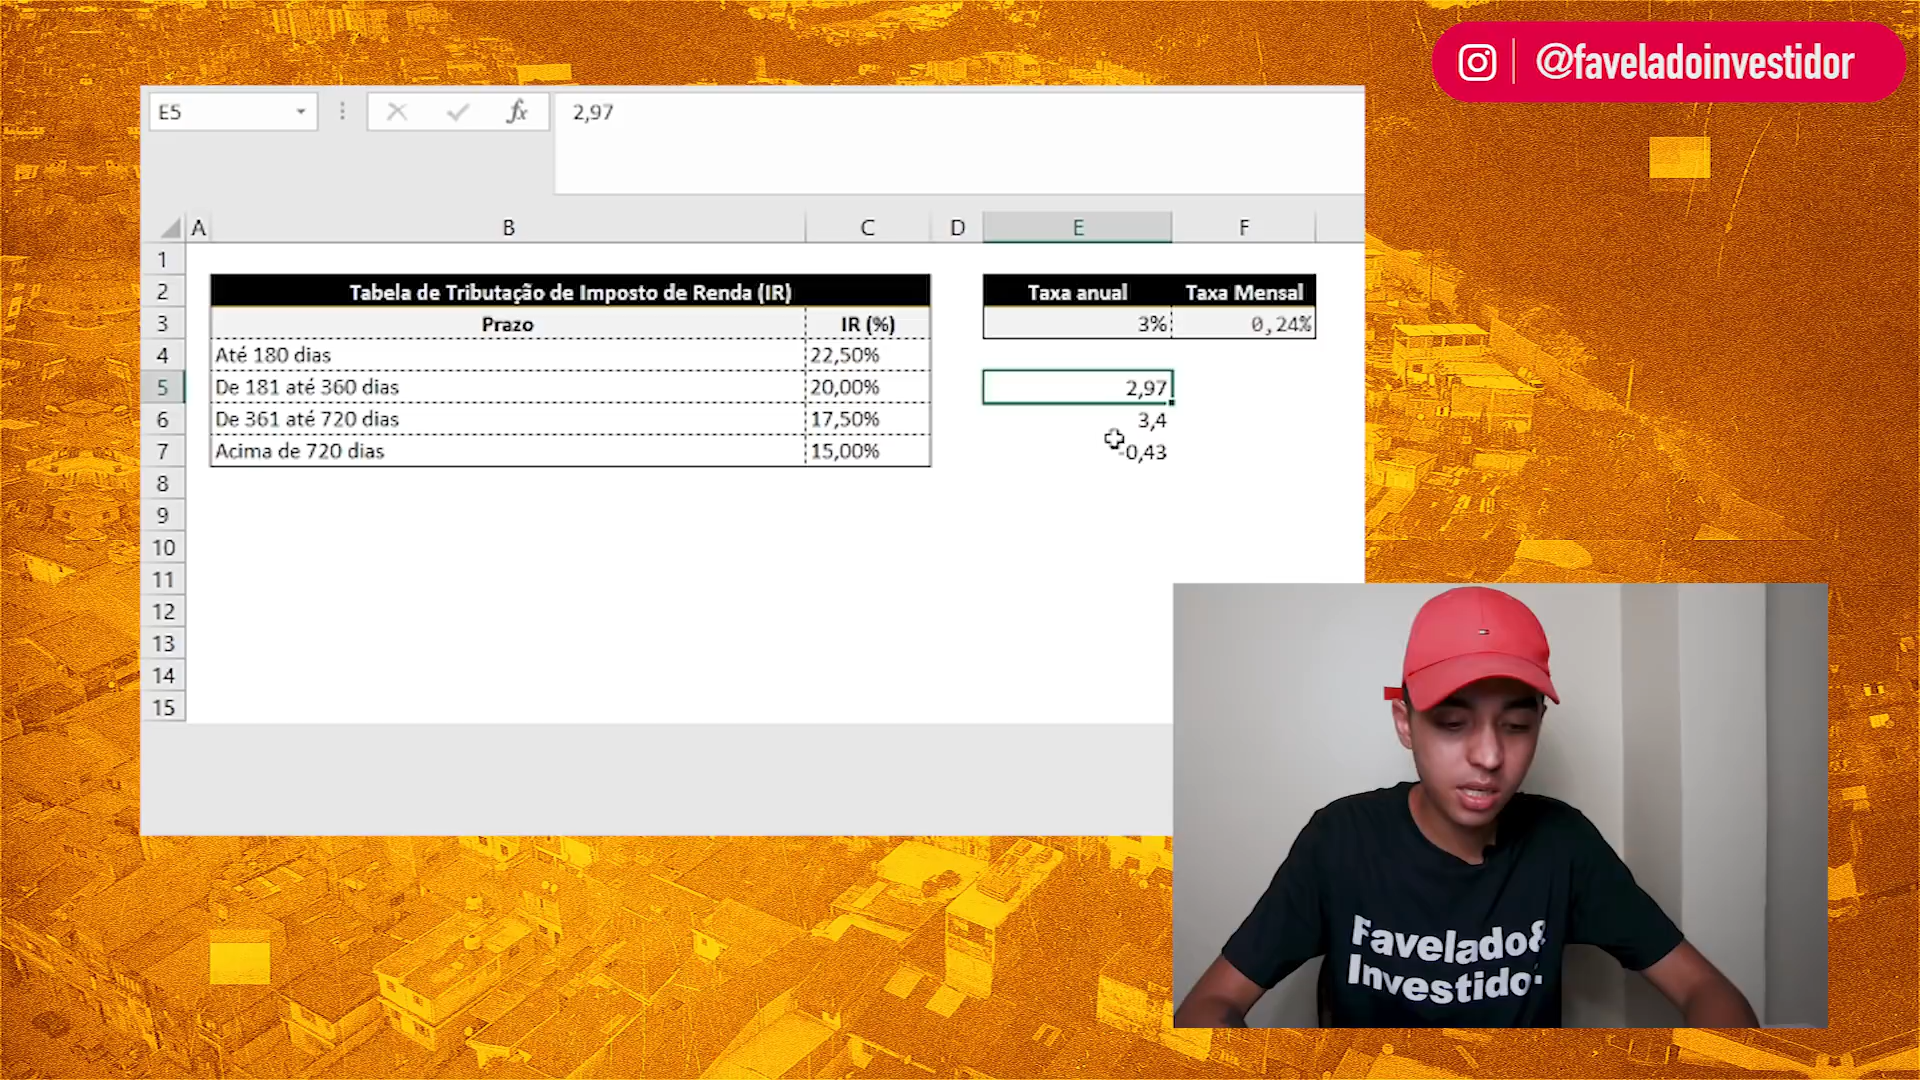 @faveladoinvestidor
E5
fx
2,97
A B C D E F
1
2 Tabela de Tributação de Imposto de Renda (IR) Taxa anual Taxa Mensal
3 Prazo IR (%) 3% 0,24%
4 Até 180 dias 22,50%
5 De 181 até 360 dias 20,00% 2,97
6 De 361 até 720 dias 17,50% 3,4
7 Acima de 720 dias 15,00% -0,43
8
9
10
11
12
13
14
15
Favelado&
Investidor